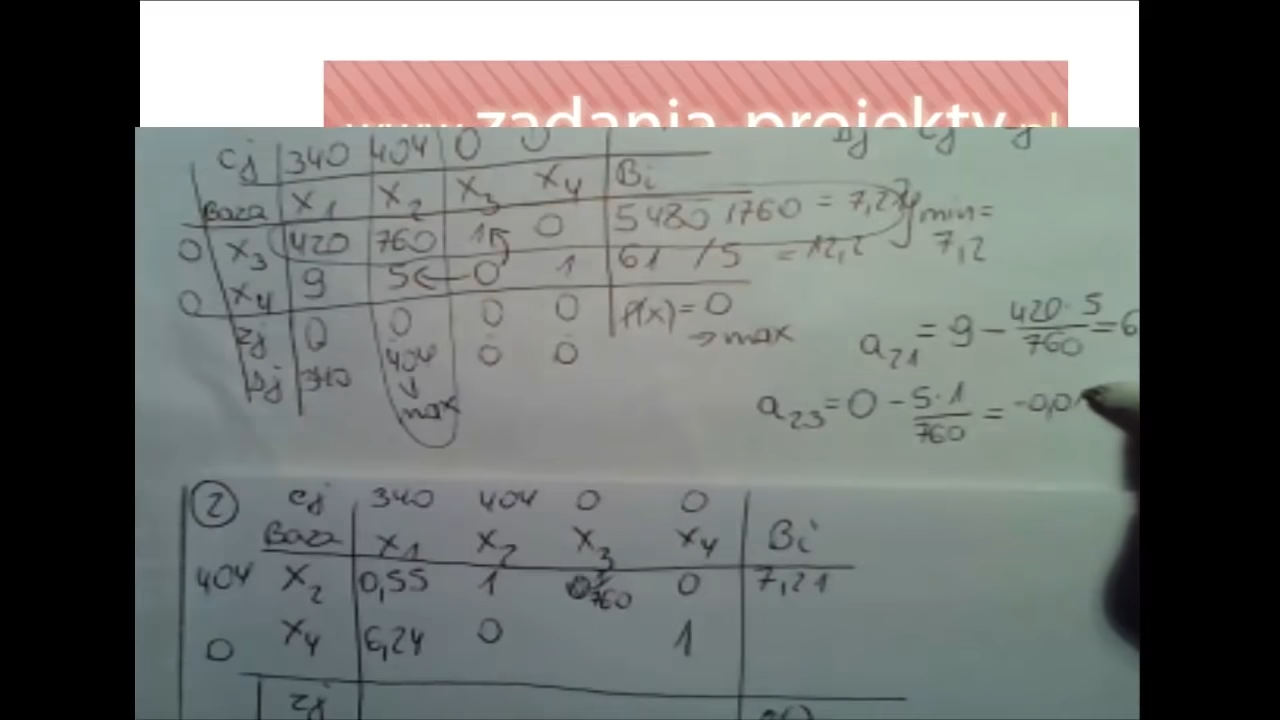 www.zadania-projekty.pl
Cj 340 404 0 0
Baza X1 X2 X3 X4 Bi
0 X3 420 760 1 0 5480 /760 = 7,2
min=
7,2
0 X4 9 5 0 1 61 /5 = 12,2
zj 0 0 0 0 f(x)=0
→ max
Δj 340 404 0 0
max
a21 = 9 - 420·5/760 = 6
a23 = 0 - 5·1/760 = -0,0
2 Cj 340 404 0 0
Baza X1 X2 X3 X4 Bi
404 X2 0,55 1 1/760 0 7,21
0 X4 6,24 0 1
zj